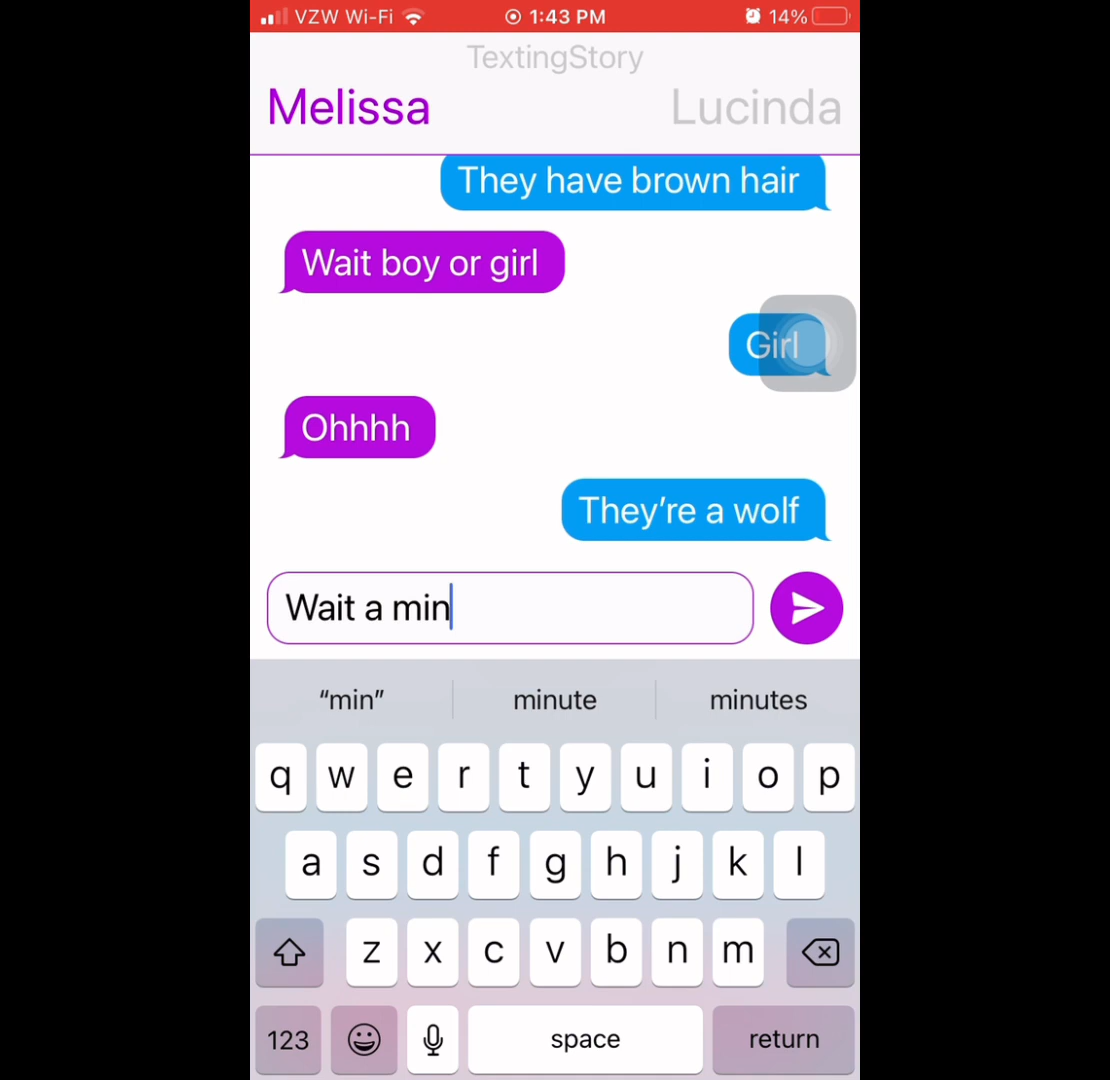 VZW Wi-Fi 1:43 PM 14%
TextingStory
Melissa Lucinda
They have brown hair
Wait boy or girl
Girl
Ohhhh
They’re a wolf
Wait a min
“min” minute minutes
q w e r t y u i o p
a s d f g h j k l
z x c v b n m
123 space return